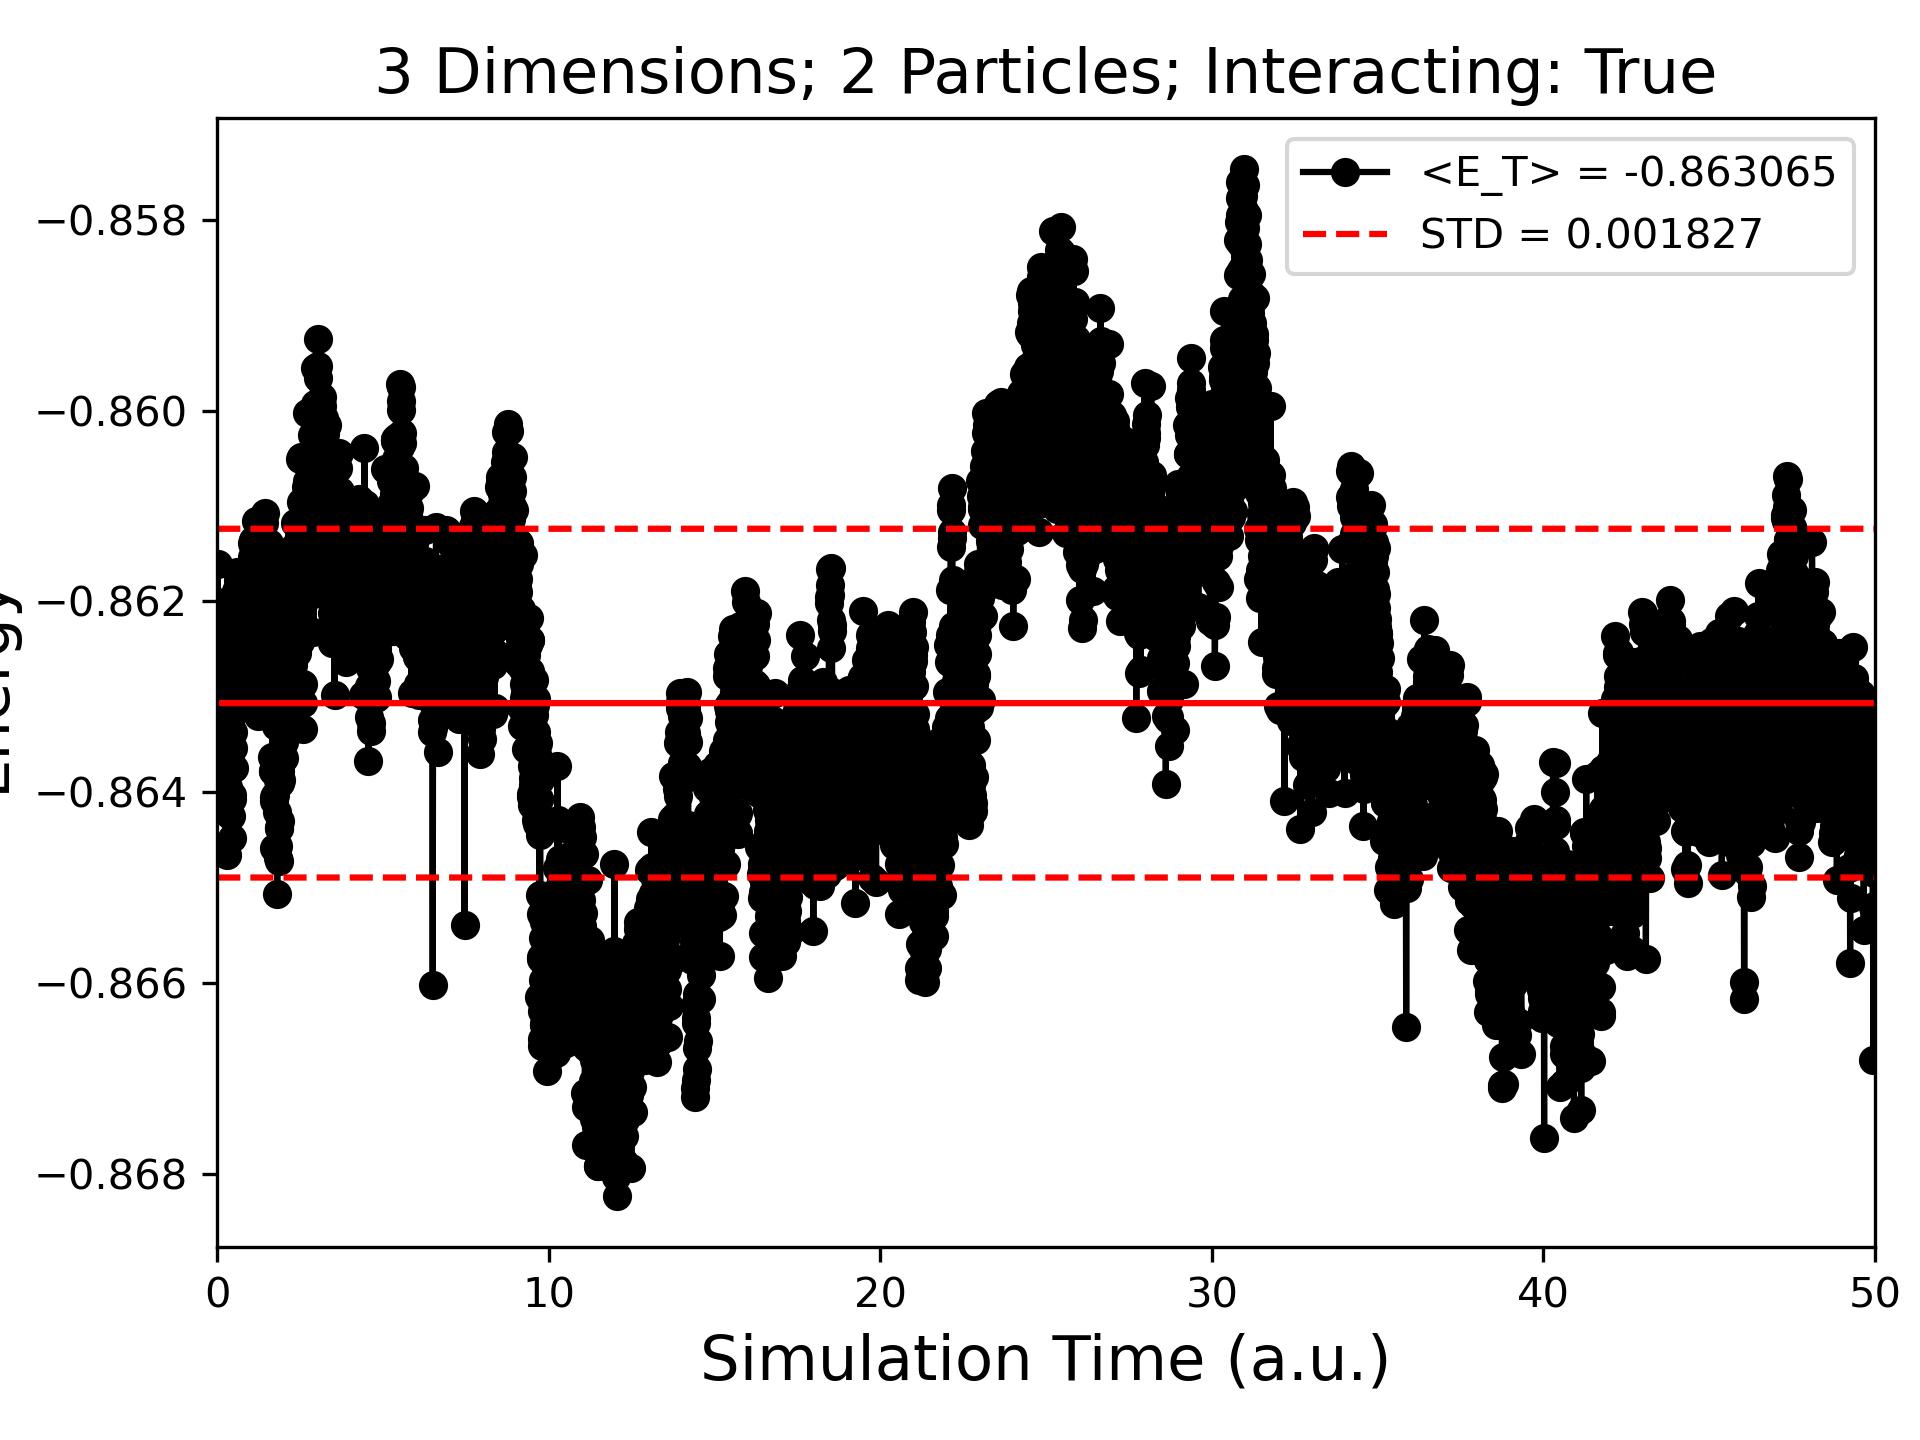 3 Dimensions; 2 Particles; Interacting: True
<E_T> = -0.863065
STD = 0.001827
−0.858
−0.860
−0.862
−0.864
−0.866
−0.868
Energy
0 10 20 30 40 50
Simulation Time (a.u.)